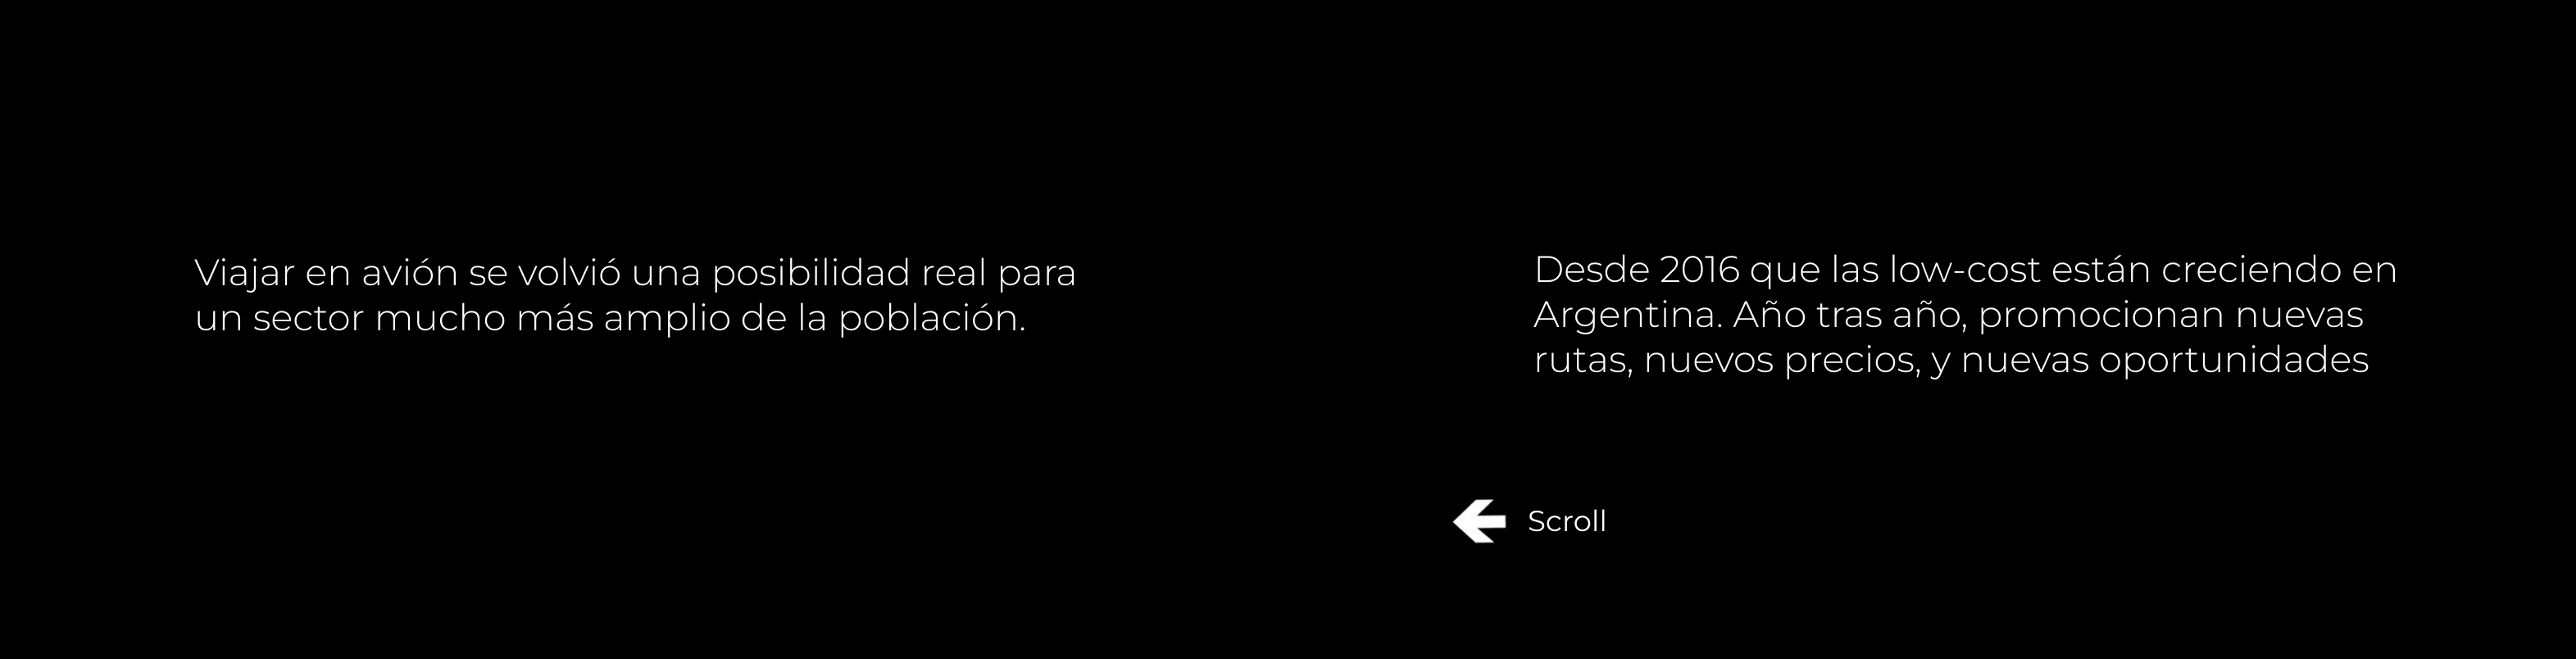 Viajar en avión se volvió una posibilidad real para
un sector mucho más amplio de la población.
Desde 2016 que las low-cost están creciendo en
Argentina. Año tras año, promocionan nuevas
rutas, nuevos precios, y nuevas oportunidades
Scroll